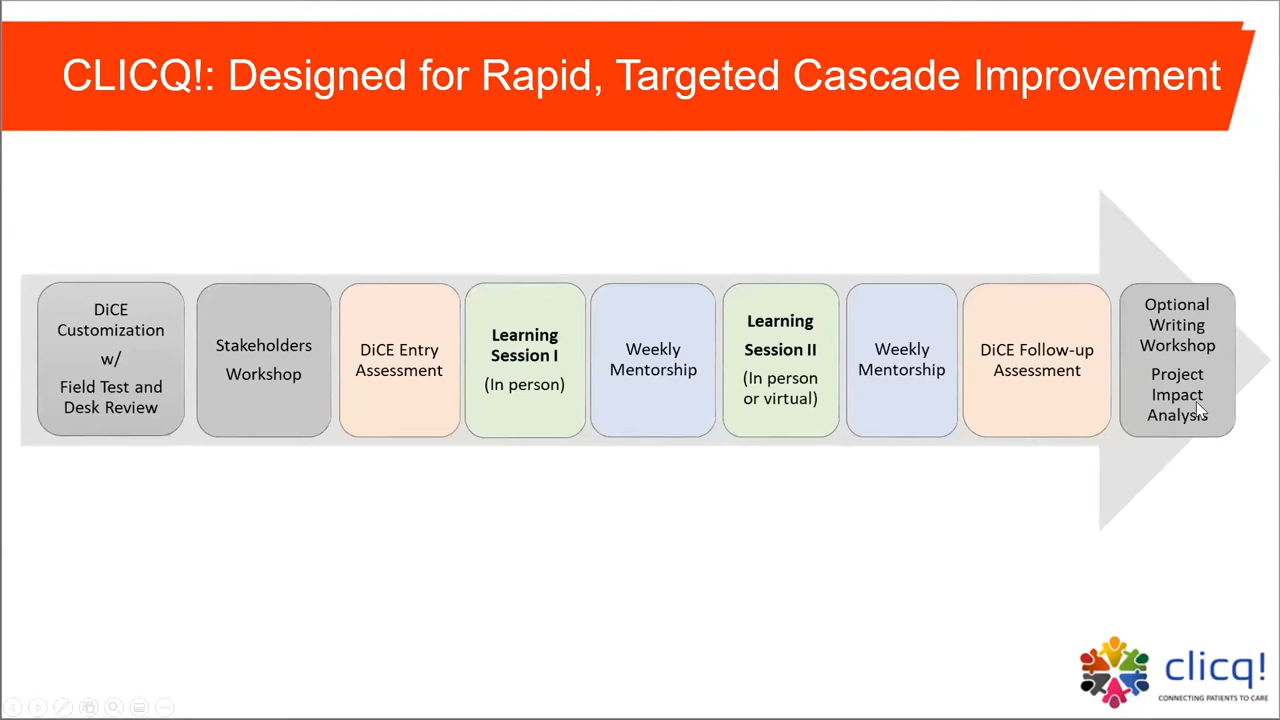 CLICQ!: Designed for Rapid, Targeted Cascade Improvement
DiCE
Customization
w/
Field Test and
Desk Review
Stakeholders
Workshop
DiCE Entry
Assessment
Learning
Session I
(In person)
Weekly
Mentorship
Learning
Session II
(In person
or virtual)
Weekly
Mentorship
DiCE Follow-up
Assessment
Optional
Writing
Workshop
Project
Impact
Analysis
clicq!
CONNECTING PATIENTS TO CARE